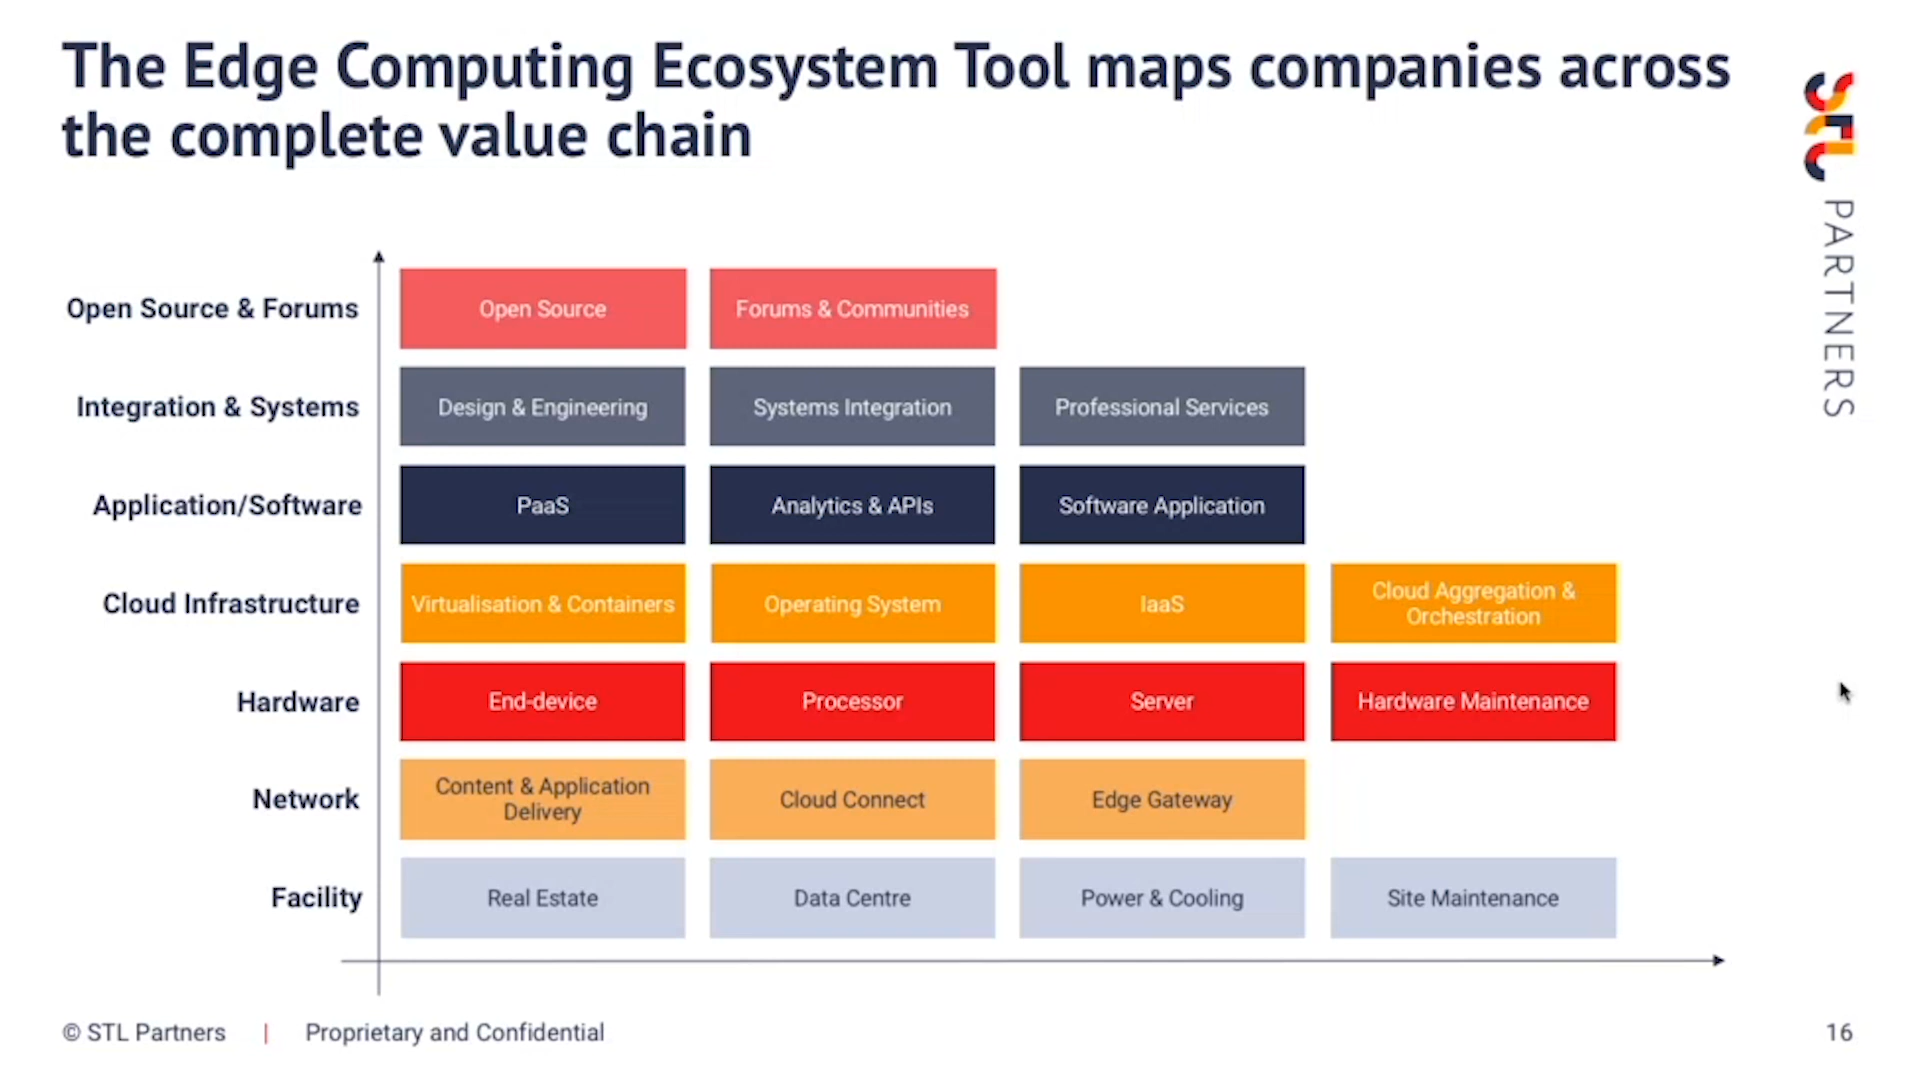 The Edge Computing Ecosystem Tool maps companies across
the complete value chain
STL
PARTNERS
Open Source & Forums
Open Source
Forums & Communities
Integration & Systems
Design & Engineering
Systems Integration
Professional Services
Application/Software
PaaS
Analytics & APIs
Software Application
Cloud Infrastructure
Virtualisation & Containers
Operating System
IaaS
Cloud Aggregation &
Orchestration
Hardware
End-device
Processor
Server
Hardware Maintenance
Network
Content & Application
Delivery
Cloud Connect
Edge Gateway
Facility
Real Estate
Data Centre
Power & Cooling
Site Maintenance
© STL Partners | Proprietary and Confidential
16